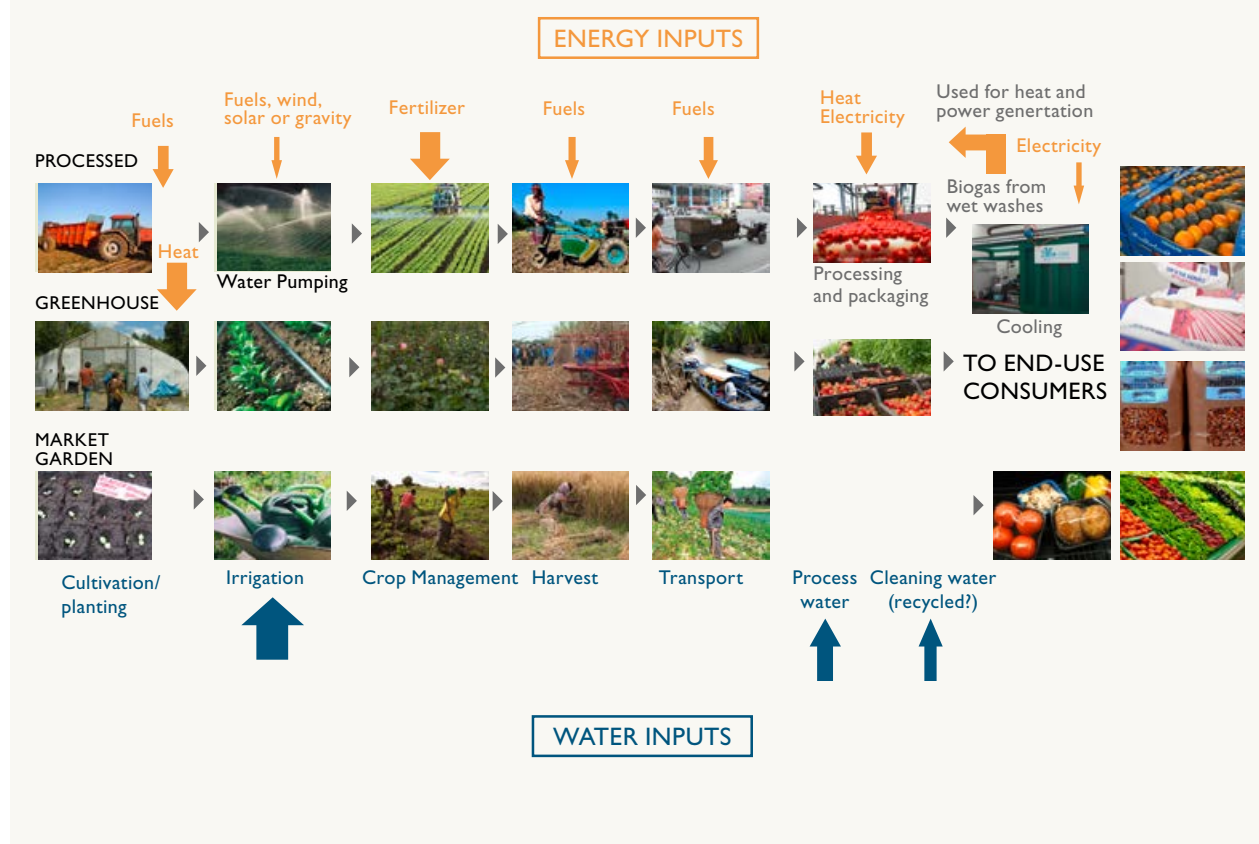 ENERGY INPUTS
Fuels
Fuels, wind,
solar or gravity
Fertilizer
Fuels
Fuels
Heat
Electricity
Used for heat and
power genertation
Electricity
PROCESSED
Biogas from
wet washes
Heat
Water Pumping
Processing
and packaging
Cooling
GREENHOUSE
TO END-USE
CONSUMERS
MARKET
GARDEN
Cultivation/
planting
Irrigation
Crop Management
Harvest
Transport
Process
water
Cleaning water
(recycled?)
WATER INPUTS